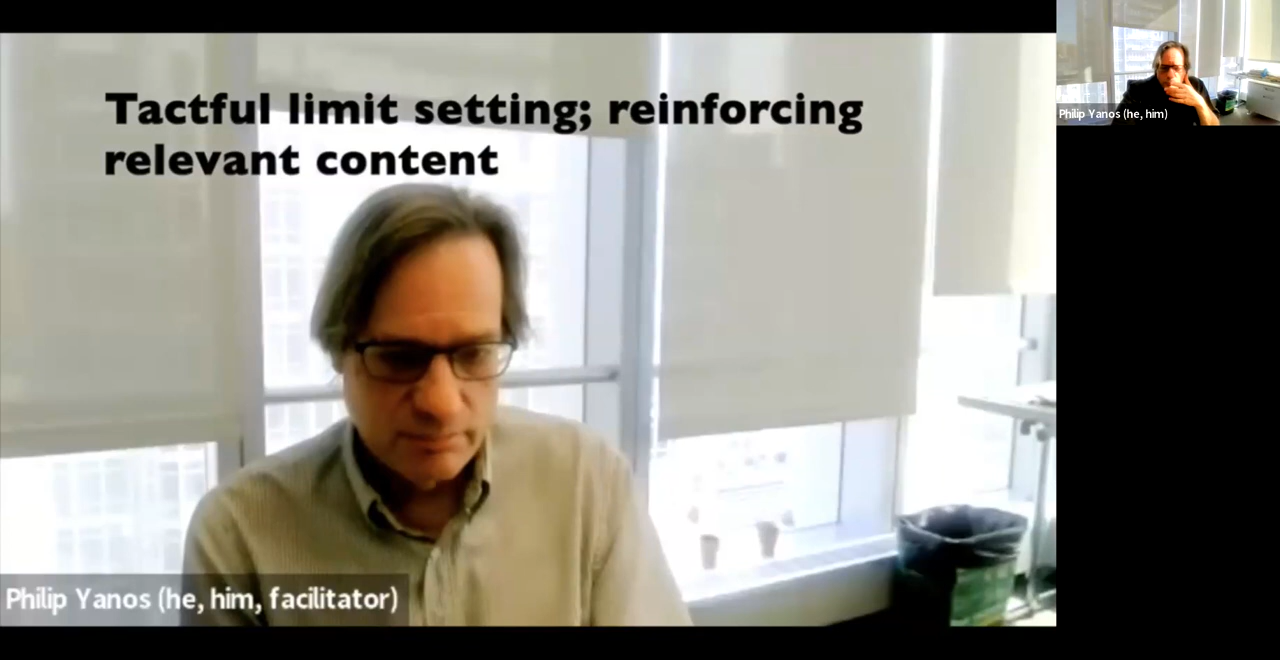 Tactful limit setting; reinforcing
relevant content
Philip Yanos (he, him)
Philip Yanos (he, him, facilitator)